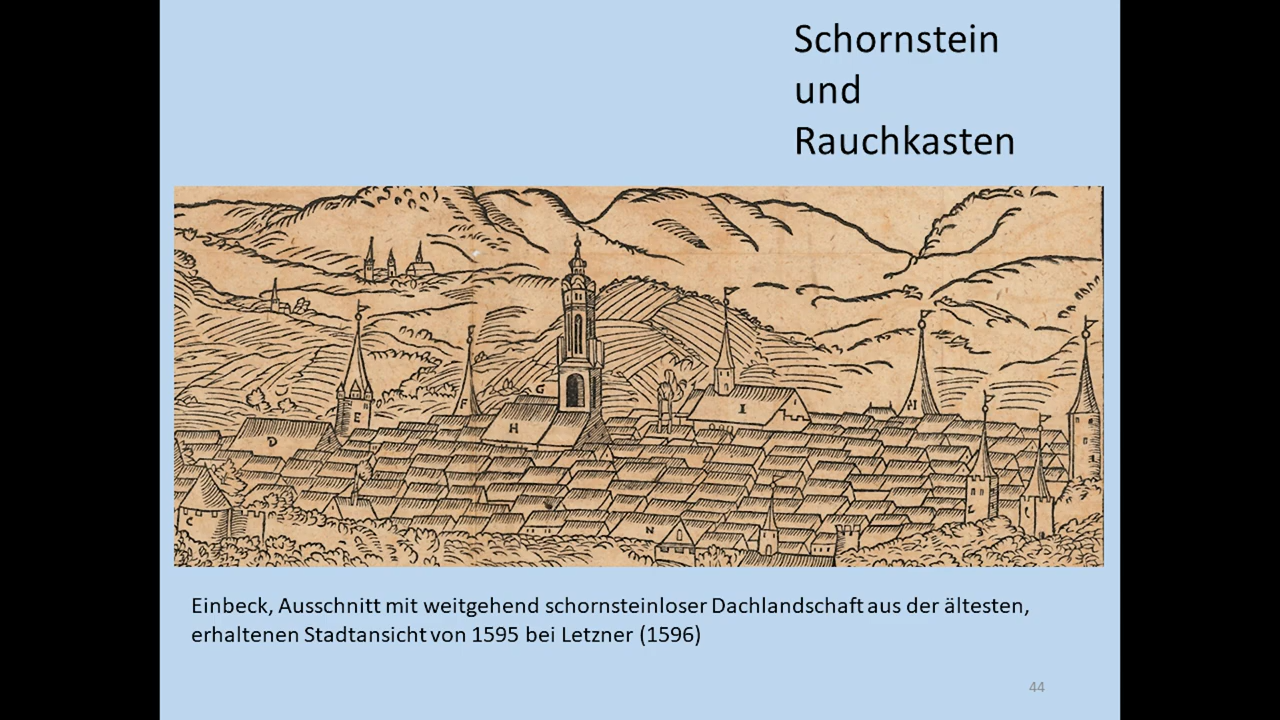 Schornstein
und
Rauchkasten
G
F
E
H
I
H
D
C
N
L
Einbeck, Ausschnitt mit weitgehend schornsteinloser Dachlandschaft aus der ältesten,
erhaltenen Stadtansicht von 1595 bei Letzner (1596)
44